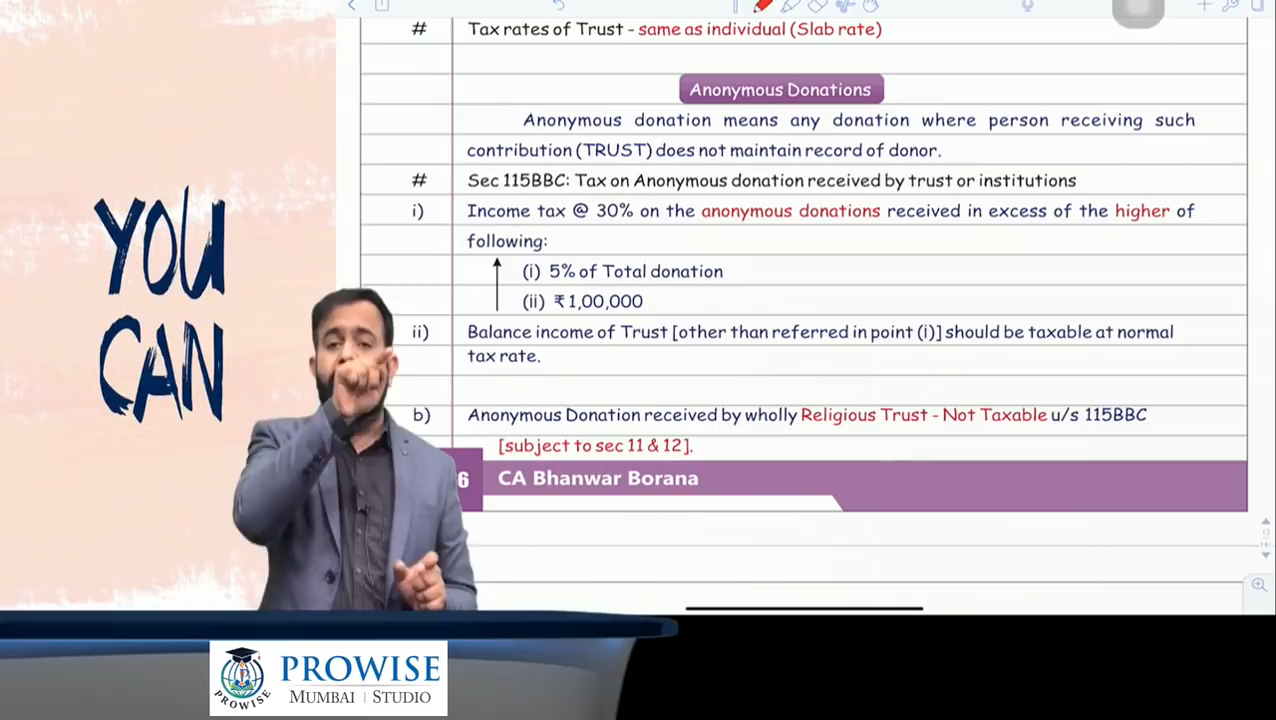 YOU
CAN
# Tax rates of Trust - same as individual (Slab rate)
Anonymous Donations
Anonymous donation means any donation where person receiving such
contribution (TRUST) does not maintain record of donor.
# Sec 115BBC: Tax on Anonymous donation received by trust or institutions
i) Income tax @ 30% on the anonymous donations received in excess of the higher of
following:
(i) 5% of Total donation
(ii) ₹ 1,00,000
ii) Balance income of Trust [other than referred in point (i)] should be taxable at normal
tax rate.
b) Anonymous Donation received by wholly Religious Trust - Not Taxable u/s 115BBC
[subject to sec 11 & 12].
6 CA Bhanwar Borana
PROWISE
PROWISE
MUMBAI | STUDIO